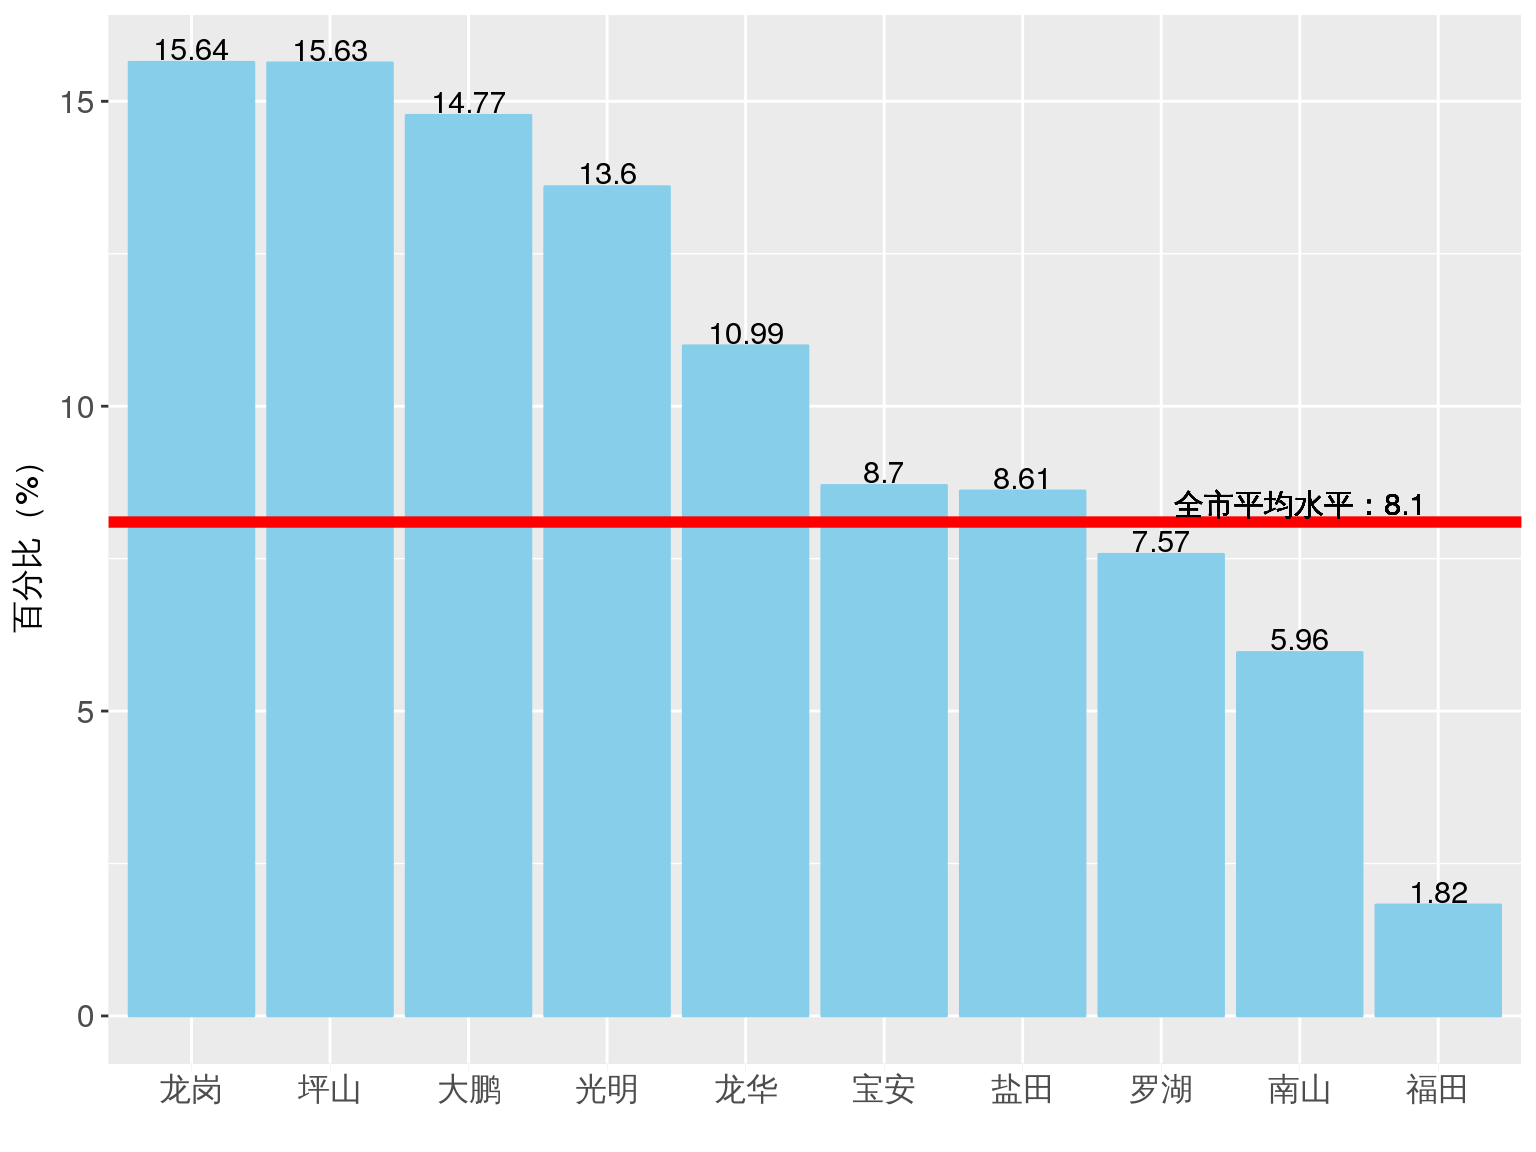 15.64
15.63
14.77
13.6
10.99
8.7
8.61
全市平均水平：8.1
7.57
5.96
1.82
15
10
5
0
百分比（%）
龙岗
坪山
大鹏
光明
龙华
宝安
盐田
罗湖
南山
福田